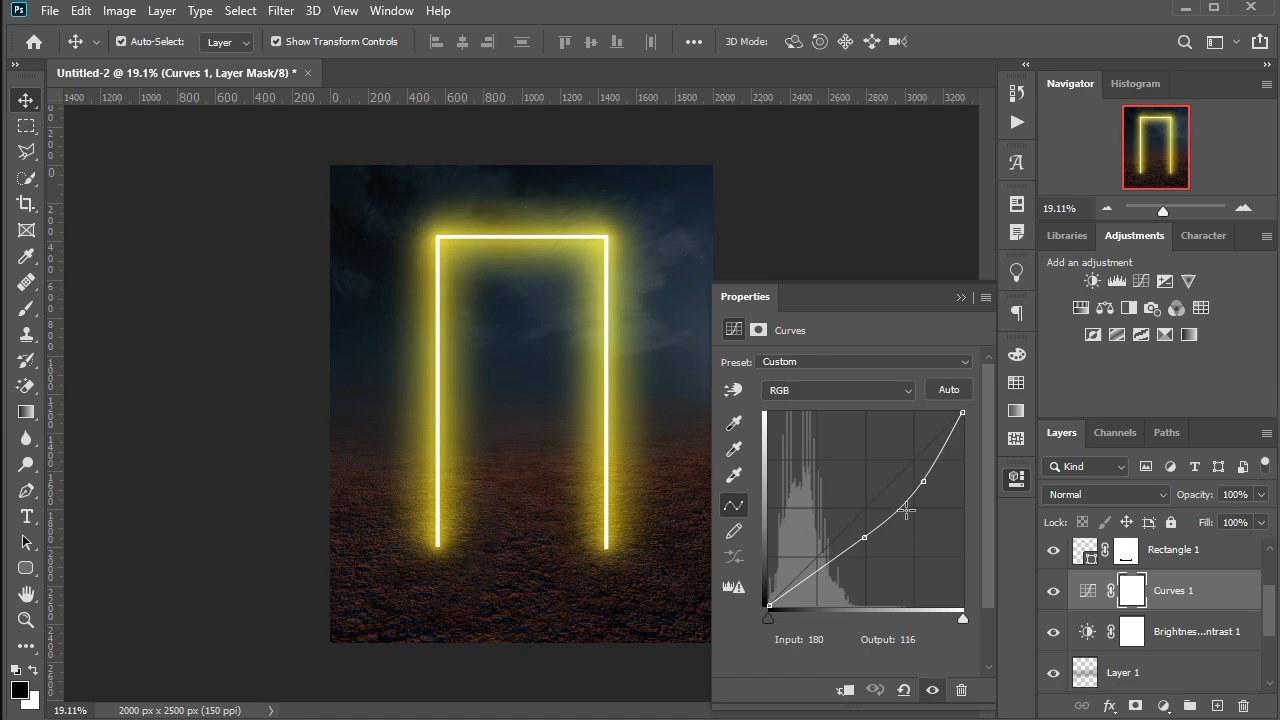 Ps File Edit Image Layer Type Select Filter 3D View Window Help
Auto-Select: Layer Show Transform Controls 3D Mode:
Untitled-2 @ 19.1% (Curves 1, Layer Mask/8) *
1400 1200 1000 800 600 400 200 0 200 400 600 800 1000 1200 1400 1600 1800 2000 2200 2400 2600 2800 3000 3200
Navigator Histogram
19.11%
Libraries Adjustments Character
Add an adjustment
Properties
Curves
Preset: Custom
RGB Auto
Input: 180 Output: 116
Layers Channels Paths
Kind
Normal Opacity: 100%
Lock: Fill: 100%
Rectangle 1
Curves 1
Brightnes...ntrast 1
Layer 1
19.11% 2000 px x 2500 px (150 ppi)